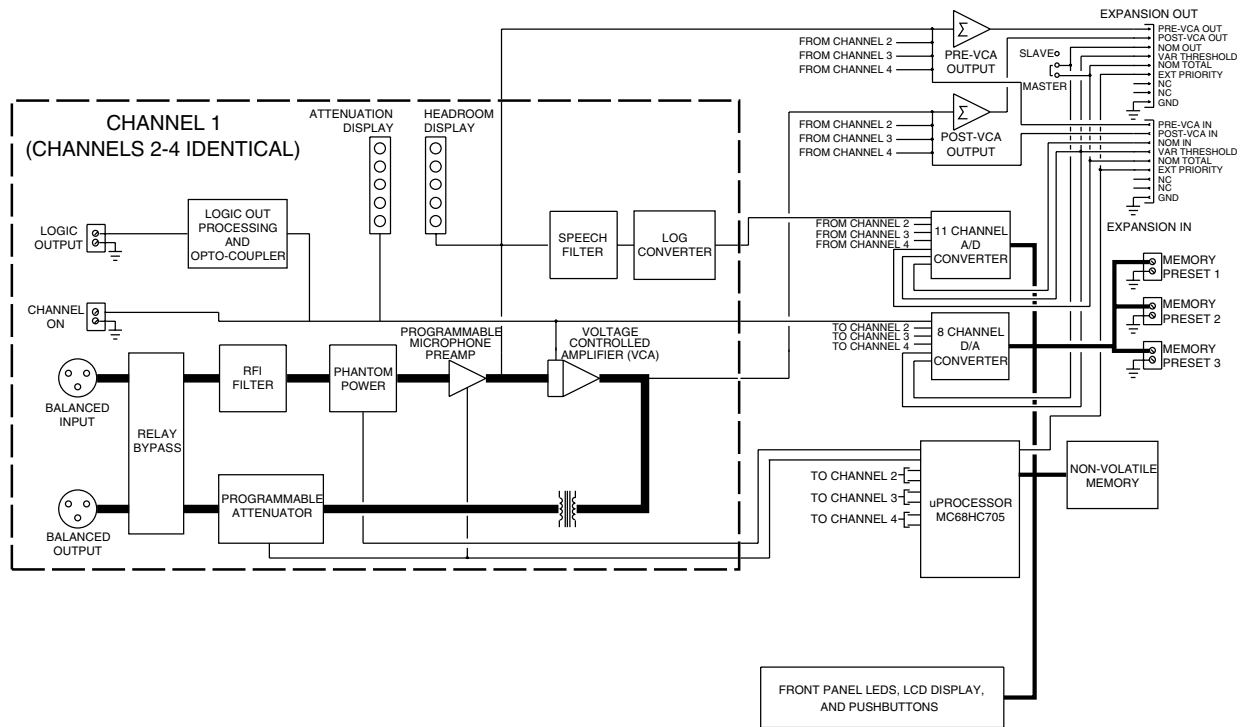 EXPANSION OUT
PRE-VCA OUT
POST-VCA OUT
NOM OUT
VAR THRESHOLD
NOM TOTAL
EXT PRIORITY
NC
NC
GND
SLAVE
MASTER
FROM CHANNEL 2
FROM CHANNEL 3
FROM CHANNEL 4
Σ
PRE-VCA
OUTPUT
FROM CHANNEL 2
FROM CHANNEL 3
FROM CHANNEL 4
Σ
POST-VCA
OUTPUT
PRE-VCA IN
POST-VCA IN
NOM IN
VAR THRESHOLD
NOM TOTAL
EXT PRIORITY
NC
NC
GND
EXPANSION IN
CHANNEL 1
(CHANNELS 2-4 IDENTICAL)
ATTENUATION
DISPLAY
HEADROOM
DISPLAY
LOGIC
OUTPUT
LOGIC OUT
PROCESSING
AND
OPTO-COUPLER
SPEECH
FILTER
LOG
CONVERTER
FROM CHANNEL 2
FROM CHANNEL 3
FROM CHANNEL 4
11 CHANNEL
A/D
CONVERTER
MEMORY
PRESET 1
MEMORY
PRESET 2
MEMORY
PRESET 3
CHANNEL
ON
PROGRAMMABLE
MICROPHONE
PREAMP
VOLTAGE
CONTROLLED
AMPLIFIER (VCA)
TO CHANNEL 2
TO CHANNEL 3
TO CHANNEL 4
8 CHANNEL
D/A
CONVERTER
BALANCED
INPUT
RELAY
BYPASS
RFI
FILTER
PHANTOM
POWER
BALANCED
OUTPUT
PROGRAMMABLE
ATTENUATOR
TO CHANNEL 2
TO CHANNEL 3
TO CHANNEL 4
uPROCESSOR
MC68HC705
NON-VOLATILE
MEMORY
FRONT PANEL LEDS, LCD DISPLAY,
AND PUSHBUTTONS